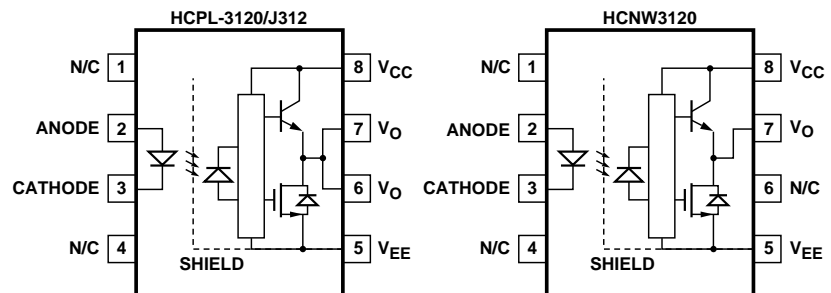 HCPL-3120/J312
N/C 1
8 VCC
ANODE 2
7 VO
CATHODE 3
6 VO
N/C 4
5 VEE
SHIELD
HCNW3120
N/C 1
8 VCC
ANODE 2
7 VO
CATHODE 3
6 N/C
N/C 4
5 VEE
SHIELD